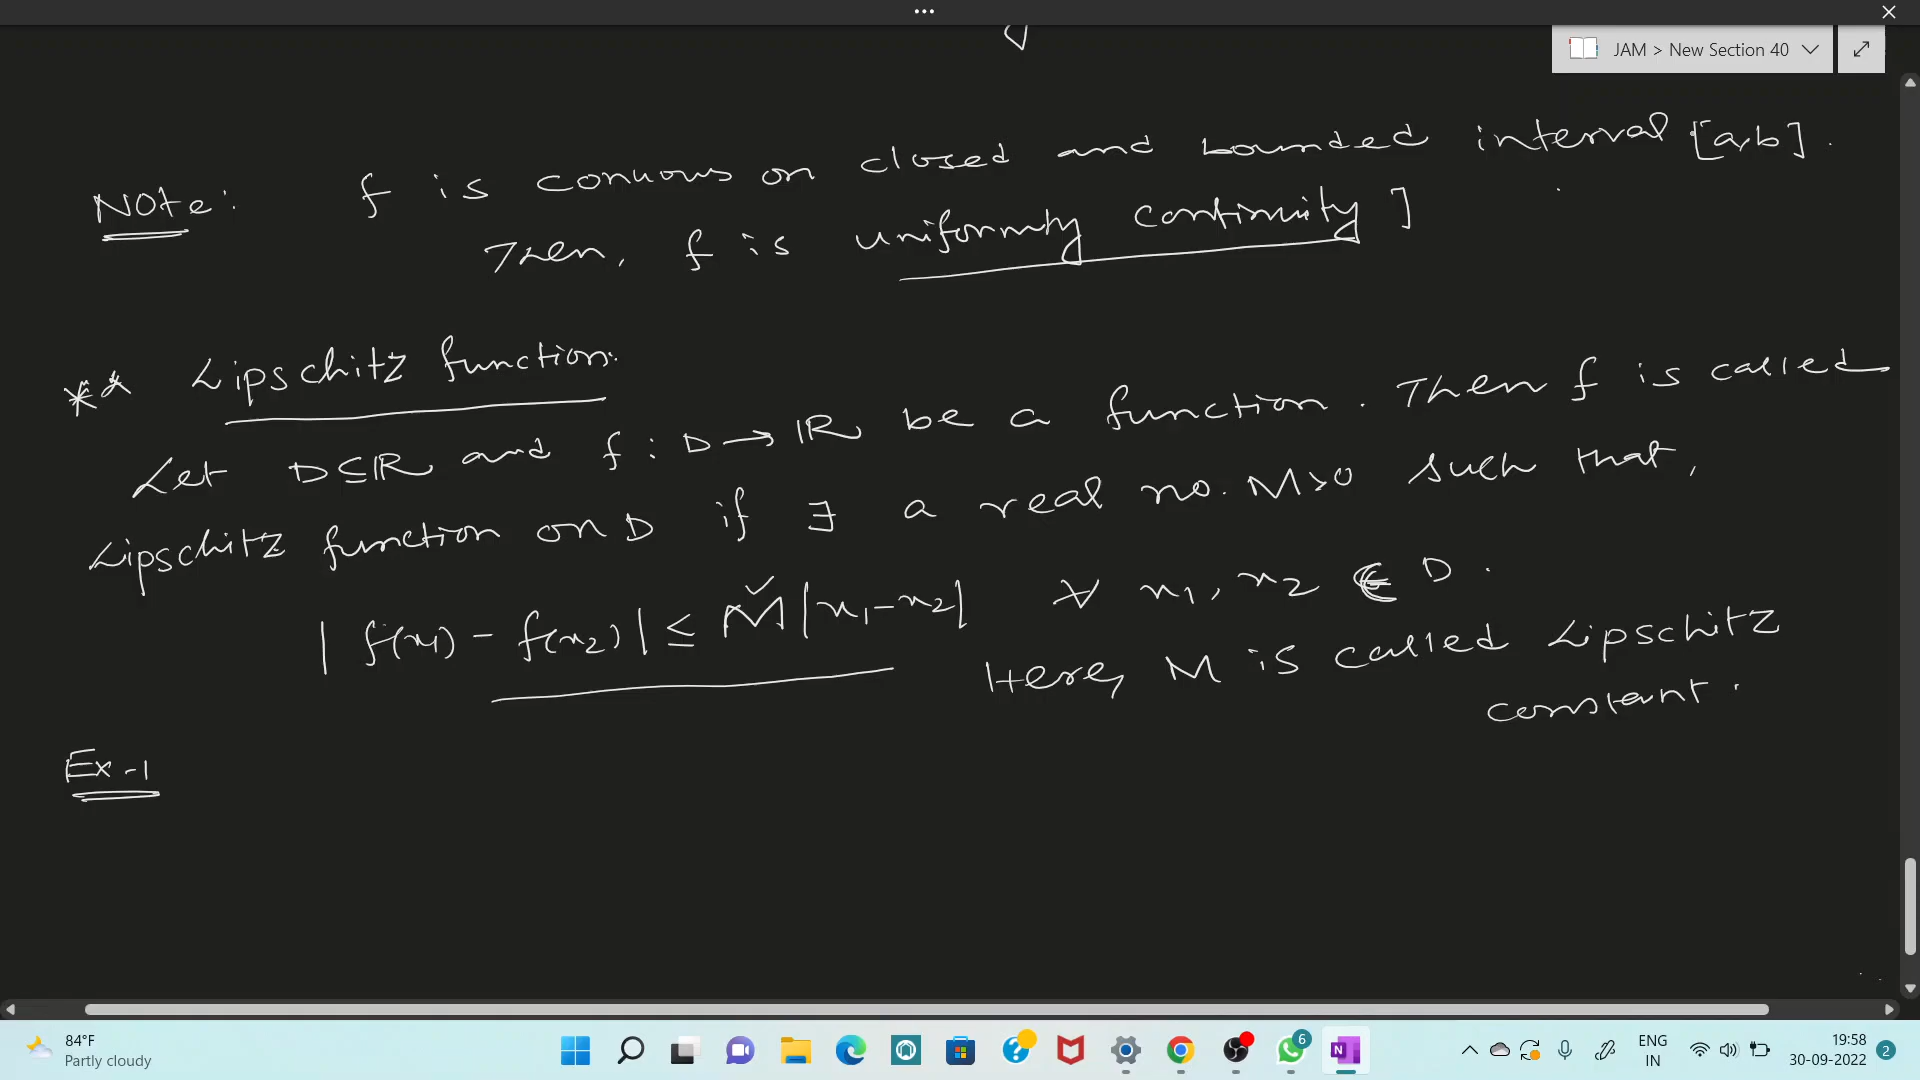 JAM > New Section 40
Note: f is conuous on closed and bounded interval [a,b].
Then, f is uniformly continuity ]
** Lipschitz function:
Let D⊆ℝ and f : D → ℝ be a function. Then f is called
Lipschitz function on D if ∃ a real no. M>0 such that,
| f(x1) - f(x2) | ≤ M |x1-x2| ∀ x1, x2 ∈ D.
Here, M is called Lipschitz
constant.
Ex-1
84°F
Partly cloudy
6
ENG
IN
19:58
30-09-2022
2